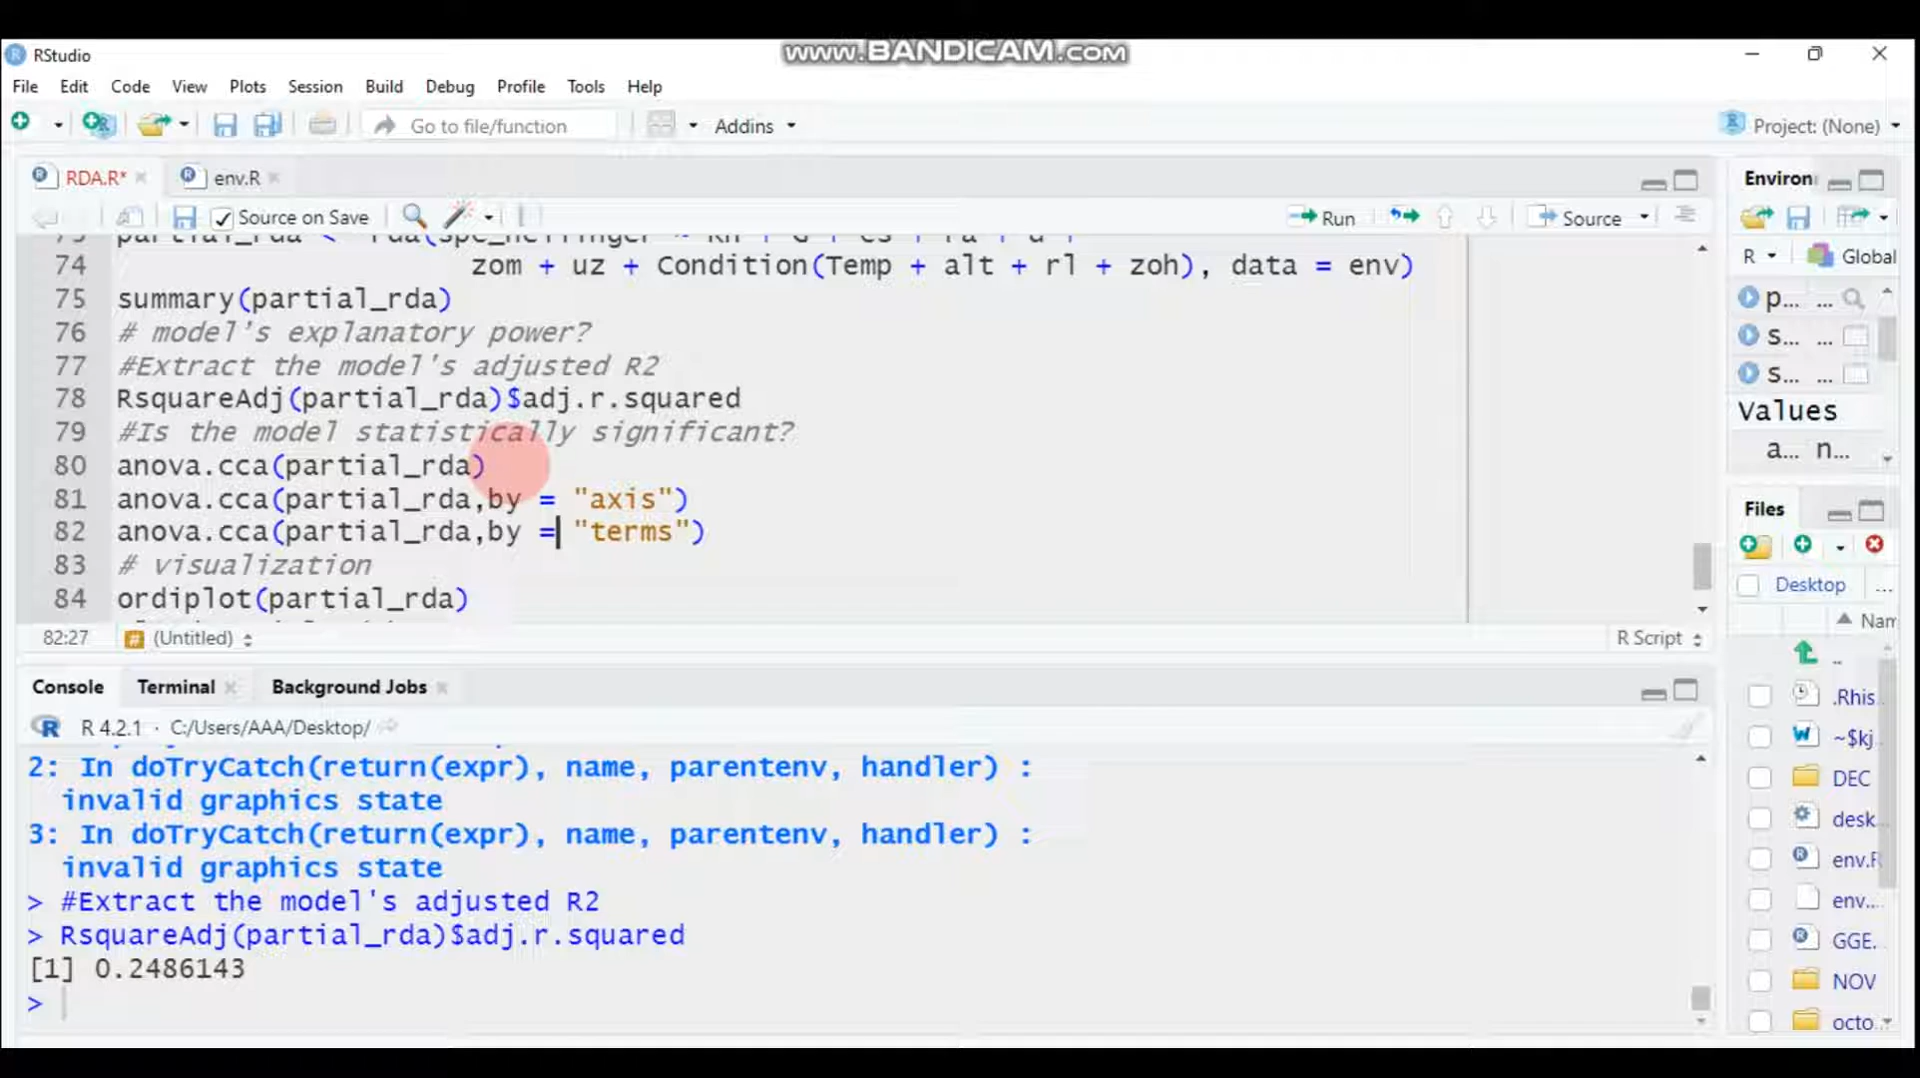 www.BANDICAM.com
RStudio
File Edit Code View Plots Session Build Debug Profile Tools Help
Go to file/function Addins Project: (None)
RDA.R* env.R
Source on Save Run Source
74 zom + uz + Condition(Temp + alt + rl + zoh), data = env)
75 summary(partial_rda)
76 # model's explanatory power?
77 #Extract the model's adjusted R2
78 RsquareAdj(partial_rda)$adj.r.squared
79 #Is the model statistically significant?
80 anova.cca(partial_rda)
81 anova.cca(partial_rda,by = "axis")
82 anova.cca(partial_rda,by = "terms")
83 # visualization
84 ordiplot(partial_rda)
82:27 (Untitled) R Script
Console Terminal Background Jobs
R 4.2.1 · C:/Users/AAA/Desktop/
2: In doTryCatch(return(expr), name, parentenv, handler) :
invalid graphics state
3: In doTryCatch(return(expr), name, parentenv, handler) :
invalid graphics state
> #Extract the model's adjusted R2
> RsquareAdj(partial_rda)$adj.r.squared
[1] 0.2486143
>
Environ
R Global
p... ...
S... ...
S... ...
Values
a... n...
Files
Desktop ...
Nam
..
.Rhis
~$kj
DEC
desk
env.R
env...
GGE.
NOV
octo